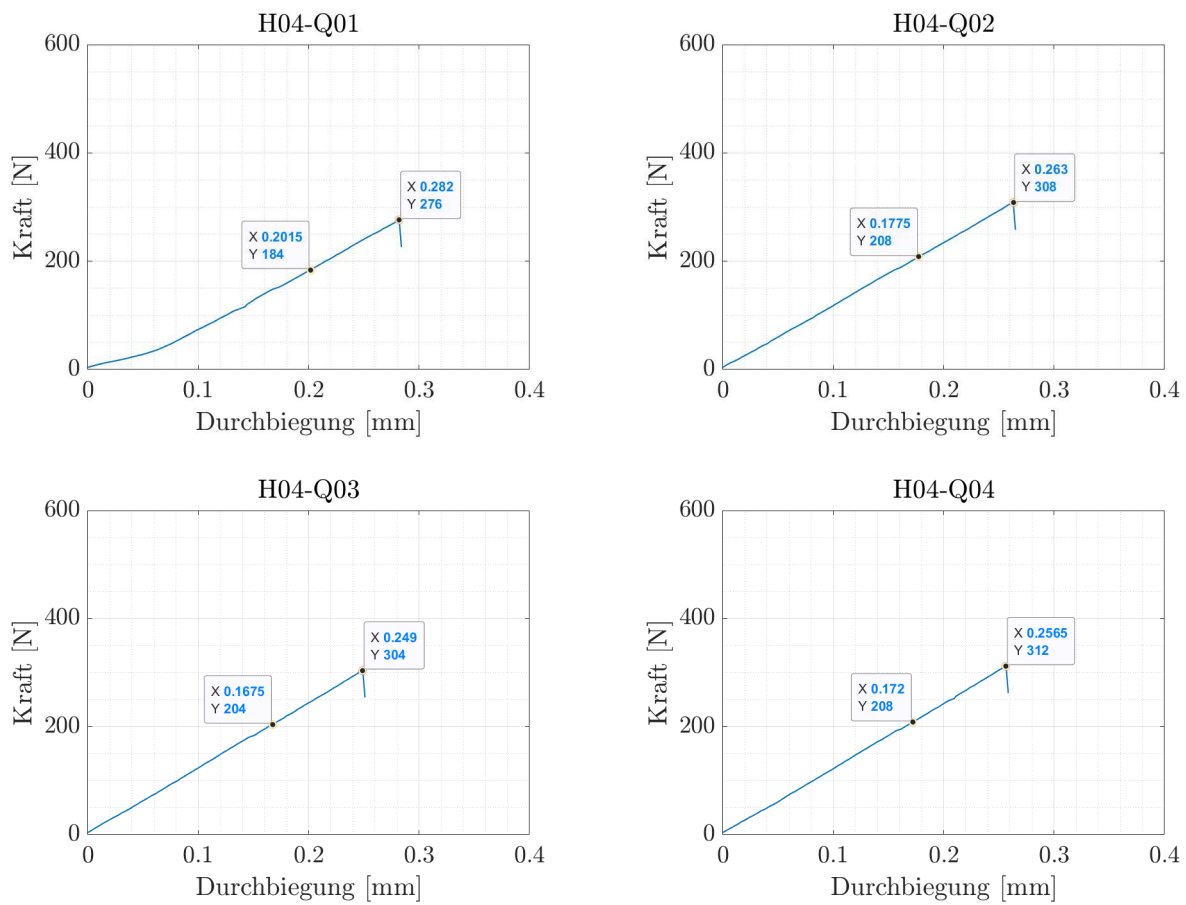 H04-Q01
600
400
200
0
Kraft [N]
X 0.282
Y 276
X 0.2015
Y 184
0 0.1 0.2 0.3 0.4
Durchbiegung [mm]
H04-Q02
600
400
200
0
Kraft [N]
X 0.263
Y 308
X 0.1775
Y 208
0 0.1 0.2 0.3 0.4
Durchbiegung [mm]
H04-Q03
600
400
200
0
Kraft [N]
X 0.249
Y 304
X 0.1675
Y 204
0 0.1 0.2 0.3 0.4
Durchbiegung [mm]
H04-Q04
600
400
200
0
Kraft [N]
X 0.2565
Y 312
X 0.172
Y 208
0 0.1 0.2 0.3 0.4
Durchbiegung [mm]